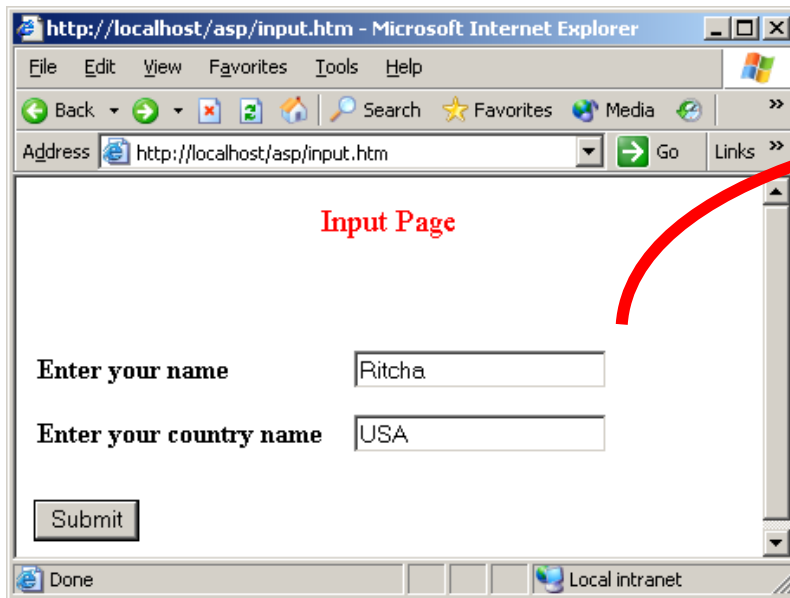 http://localhost/asp/input.htm - Microsoft Internet Explorer
File Edit View Favorites Tools Help
Back Search Favorites Media »
Address http://localhost/asp/input.htm Go Links »
Input Page
Enter your name Ritcha
Enter your country name USA
Submit
Done Local intranet